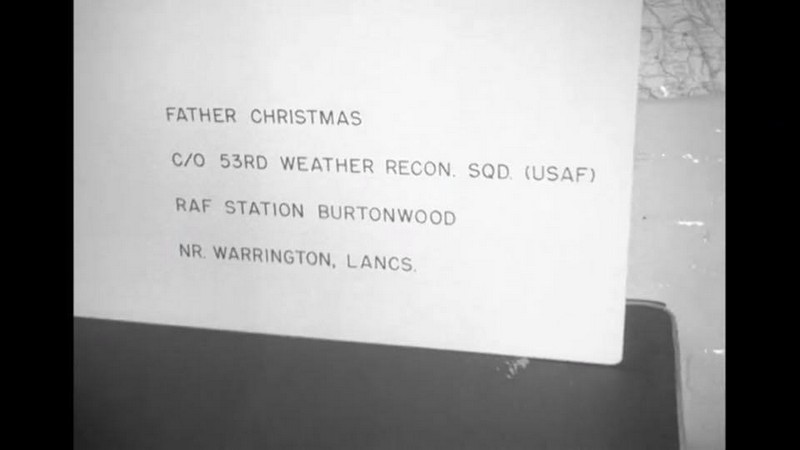 FATHER CHRISTMAS
C/O 53RD WEATHER RECON. SQD. (USAF)
RAF STATION BURTONWOOD
NR. WARRINGTON, LANCS.